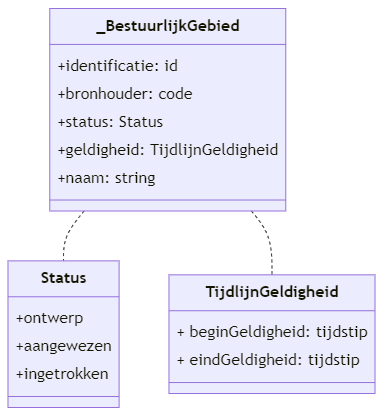 _BestuurlijkGebied
+identificatie: id
+bronhouder: code
+status: Status
+geldigheid: TijdlijnGeldigheid
+naam: string
Status
+ontwerp
+aangewezen
+ingetrokken
TijdlijnGeldigheid
+ beginGeldigheid: tijdstip
+ eindGeldigheid: tijdstip